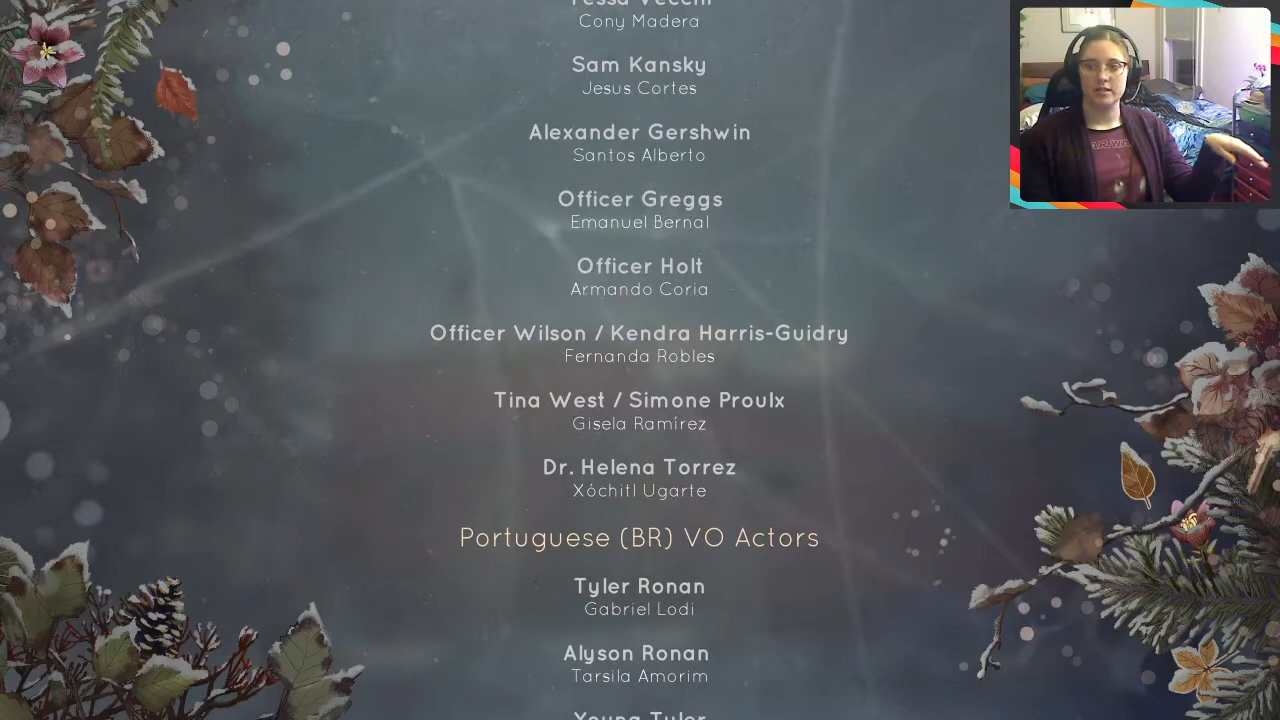 Cony Madera
Sam Kansky
Jesus Cortes
Alexander Gershwin
Santos Alberto
Officer Greggs
Emanuel Bernal
Officer Holt
Armando Coria
Officer Wilson / Kendra Harris-Guidry
Fernanda Robles
Tina West / Simone Proulx
Gisela Ramírez
Dr. Helena Torrez
Xóchitl Ugarte
Portuguese (BR) VO Actors
Tyler Ronan
Gabriel Lodi
Alyson Ronan
Tarsila Amorim
Young Tyler